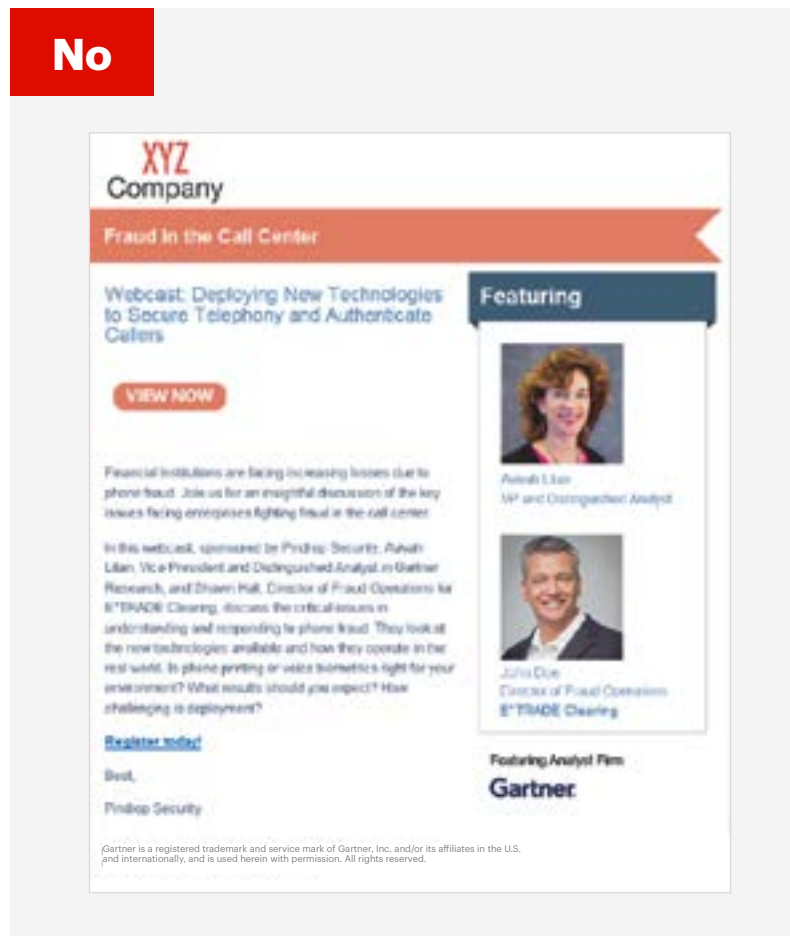 No
XYZ
Company
Fraud in the Call Center
Webcast: Deploying New Technologies
to Secure Telephony and Authenticate
Callers
VIEW NOW
Financial Institutions are facing increasing losses due to
phone fraud. Join us for an insightful discussion of the key
issues facing enterprises fighting fraud in the call center.
In this webcast, sponsored by Pindrop Security, Avivah
Litan, Vice President and Distinguished Analyst in Gartner
Research, and Shawn Hall, Director of Fraud Operations for
E*TRADE Clearing, discuss the critical issues in
understanding and responding to phone fraud. They look at
the new technologies available and how they operate in the
real world. Is phone printing or voice biometrics right for your
environment? What results should you expect? How
challenging is deployment?
Register today!
Best,
Pindrop Security
Featuring
Avivah Litan
VP and Distinguished Analyst
John Doe
Director of Fraud Operations
E*TRADE Clearing
Featuring Analyst Firm
Gartner
Gartner is a registered trademark and service mark of Gartner, Inc. and/or its affiliates in the U.S.
and internationally, and is used herein with permission. All rights reserved.